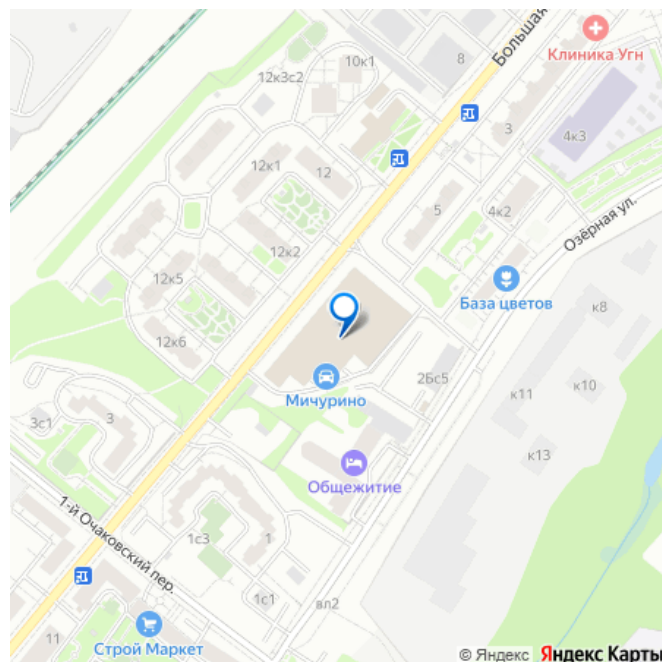 Большая
Клиника Угн
8
10к1
12к3с2
3
4к3
12к1
12
5
4к2
Озёрная ул.
12к2
12к5
База цветов
к8
12к6
Мичурино
2Бс5
к10
к11
3
3с1
к13
Общежитие
1-й Очаковский пер.
1с3
1
1с1
вл2
11
Строй Маркет
© Яндекс Яндекс Карты